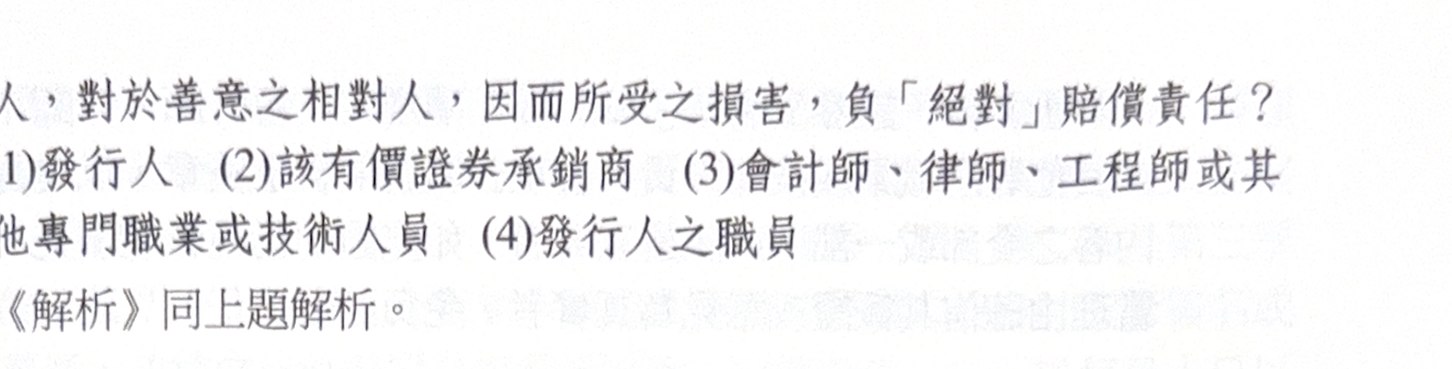 人，對於善意之相對人，因而所受之損害，負「絕對」賠償責任？
1)發行人 (2)該有價證券承銷商 (3)會計師、律師、工程師或其
他專門職業或技術人員 (4)發行人之職員
《解析》同上題解析。